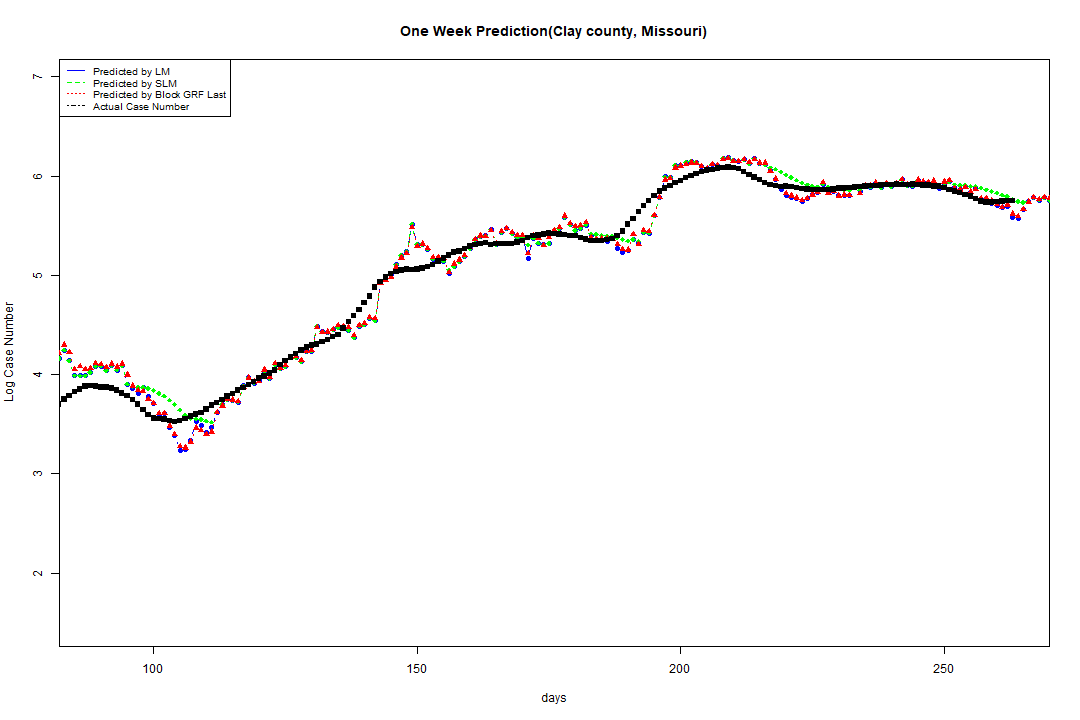 One Week Prediction(Clay county, Missouri)
Predicted by LM
Predicted by SLM
Predicted by Block GRF Last
Actual Case Number
7
6
5
4
3
2
Log Case Number
100 150 200 250
days